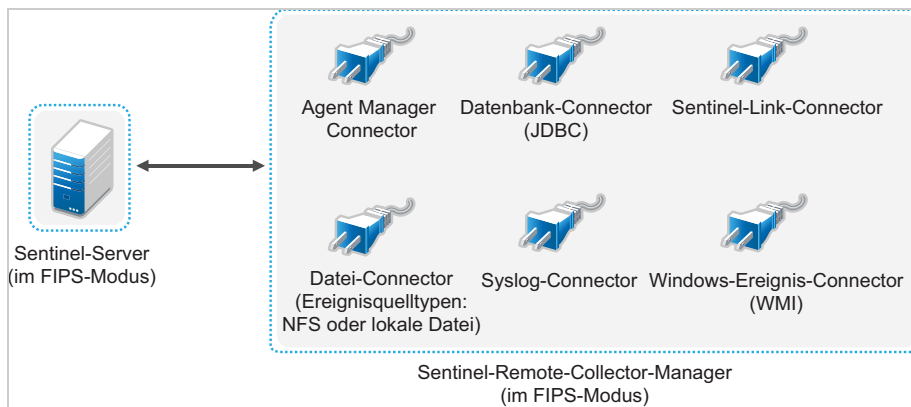 Agent Manager
Connector
Datenbank-Connector
(JDBC)
Sentinel-Link-Connector
Sentinel-Server
(im FIPS-Modus)
Datei-Connector
(Ereignisquelltypen:
NFS oder lokale Datei)
Syslog-Connector
Windows-Ereignis-Connector
(WMI)
Sentinel-Remote-Collector-Manager
(im FIPS-Modus)